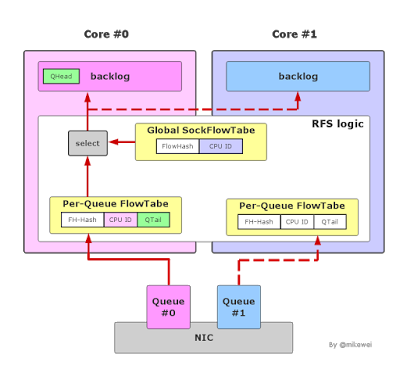 Core #0
Core #1
QHead
backlog
backlog
RFS logic
Global SockFlowTabe
FlowHash
CPU ID
select
Per-Queue FlowTabe
FH-Hash
CPU ID
QTail
Per-Queue FlowTabe
FH-Hash
CPU ID
QTail
Queue
#0
Queue
#1
NIC
By @mikewei